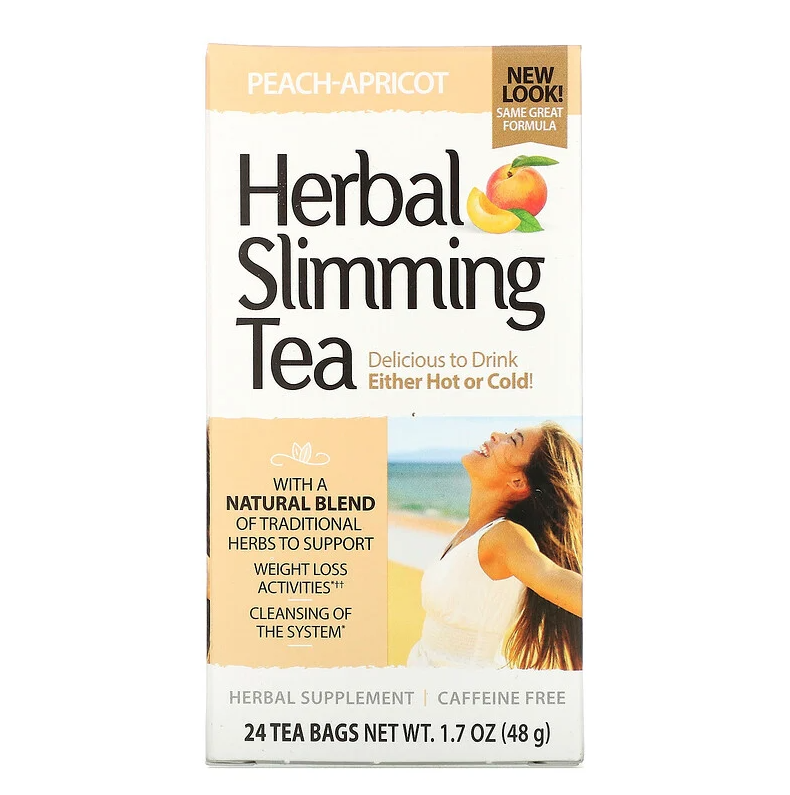 PEACH-APRICOT
NEW
LOOK!
SAME GREAT
FORMULA
Herbal
Slimming
Tea
Delicious to Drink
Either Hot or Cold!
WITH A
NATURAL BLEND
OF TRADITIONAL
HERBS TO SUPPORT
WEIGHT LOSS
ACTIVITIES*††
CLEANSING OF
THE SYSTEM*
HERBAL SUPPLEMENT | CAFFEINE FREE
24 TEA BAGS NET WT. 1.7 OZ (48 g)